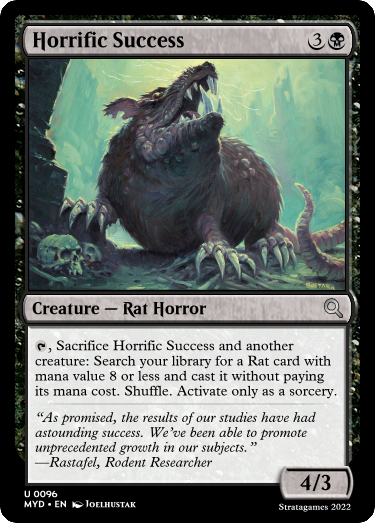 Horrific Success 3
Creature — Rat Horror
, Sacrifice Horrific Success and another
creature: Search your library for a Rat card with
mana value 8 or less and cast it without paying
its mana cost. Shuffle. Activate only as a sorcery.
“As promised, the results of our studies have had
astounding success. We’ve been able to promote
unprecedented growth in our subjects.”
—Rastafel, Rodent Researcher
4/3
U 0096
MYD • EN JOELHUSTAK
Stratagames 2022